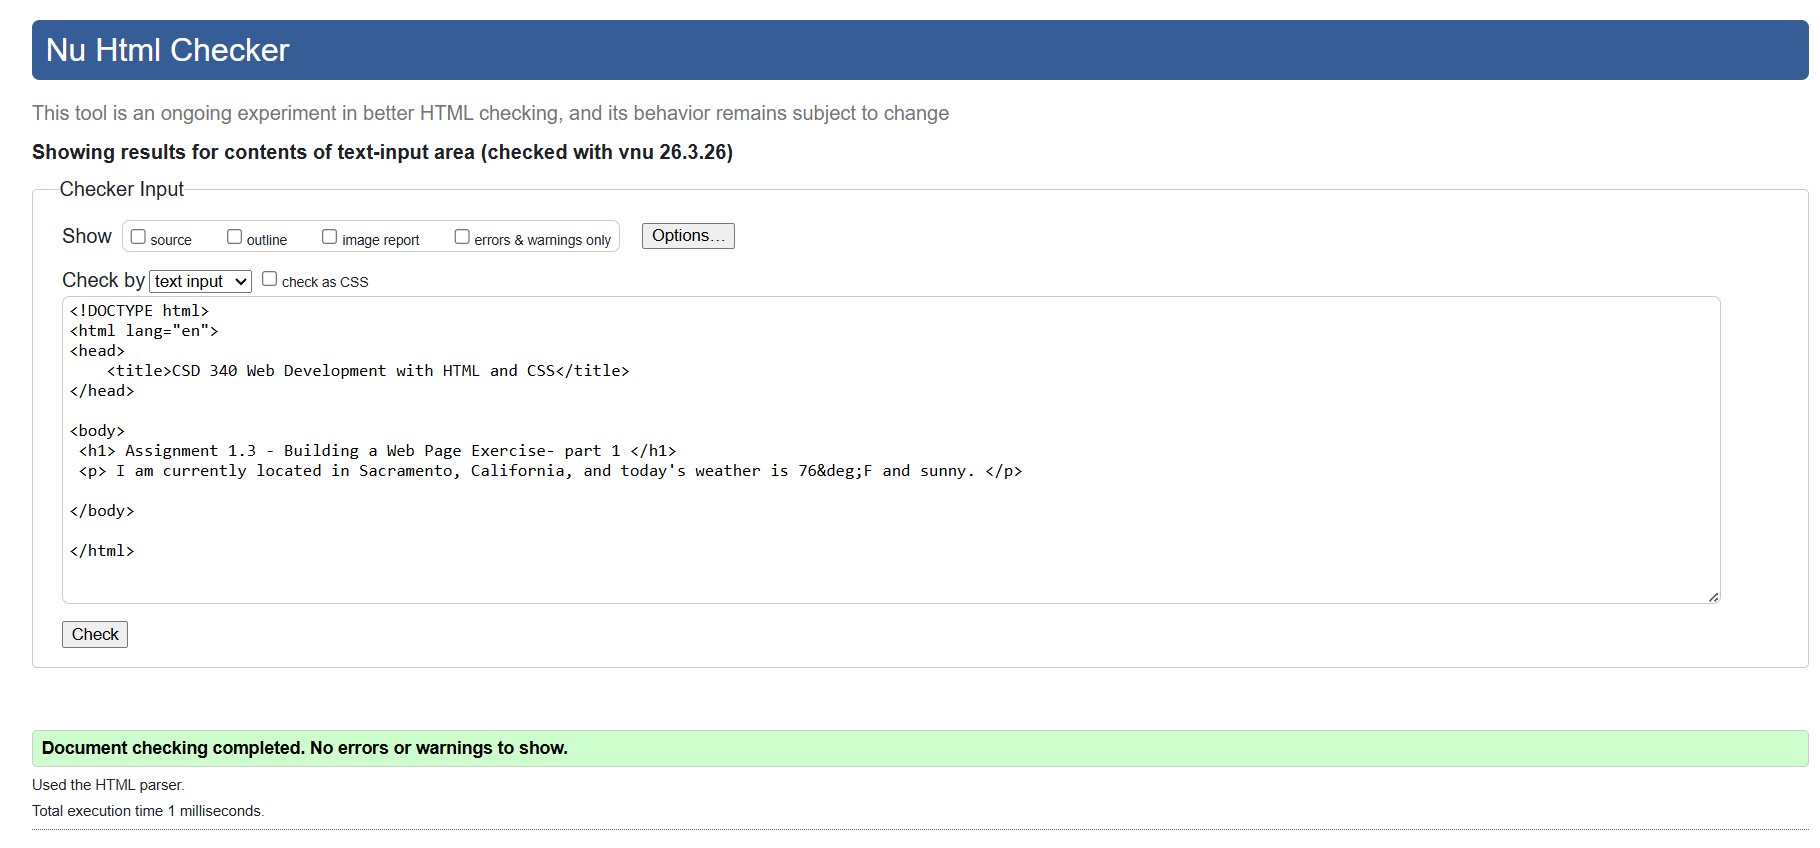 Nu Html Checker
This tool is an ongoing experiment in better HTML checking, and its behavior remains subject to change
Showing results for contents of text-input area (checked with vnu 26.3.26)
Checker Input
Show source outline image report errors & warnings only Options...
Check by text input check as CSS
<!DOCTYPE html>
<html lang="en">
<head>
    <title>CSD 340 Web Development with HTML and CSS</title>
</head>
<body>
 <h1> Assignment 1.3 - Building a Web Page Exercise- part 1 </h1>
 <p> I am currently located in Sacramento, California, and today's weather is 76&deg;F and sunny. </p>
</body>
</html>
Check
Document checking completed. No errors or warnings to show.
Used the HTML parser.
Total execution time 1 milliseconds.